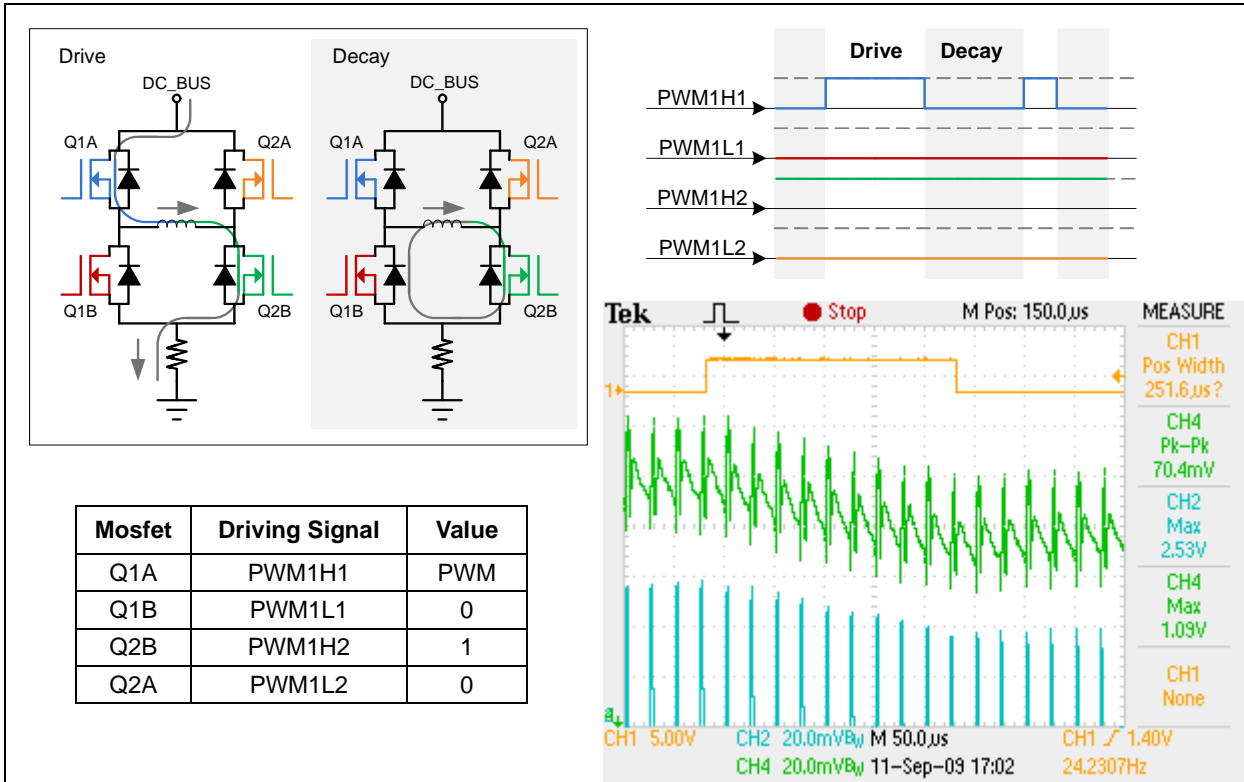 Drive
Decay
DC_BUS
DC_BUS
Q1A
Q2A
Q1A
Q2A
Q1B
Q2B
Q1B
Q2B
Drive Decay
PWM1H1
PWM1L1
PWM1H2
PWM1L2
Mosfet Driving Signal Value
Q1A PWM1H1 PWM
Q1B PWM1L1 0
Q2B PWM1H2 1
Q2A PWM1L2 0
Tek Stop M Pos: 150.0µs MEASURE
CH1
Pos Width
251.6µs?
CH4
Pk-Pk
70.4mV
CH2
Max
2.53V
CH4
Max
1.09V
CH1
None
1
CH1 5.00V CH2 20.0mVBW M 50.0µs CH1 1.40V
CH4 20.0mVBW 11-Sep-09 17:02 24.2307Hz